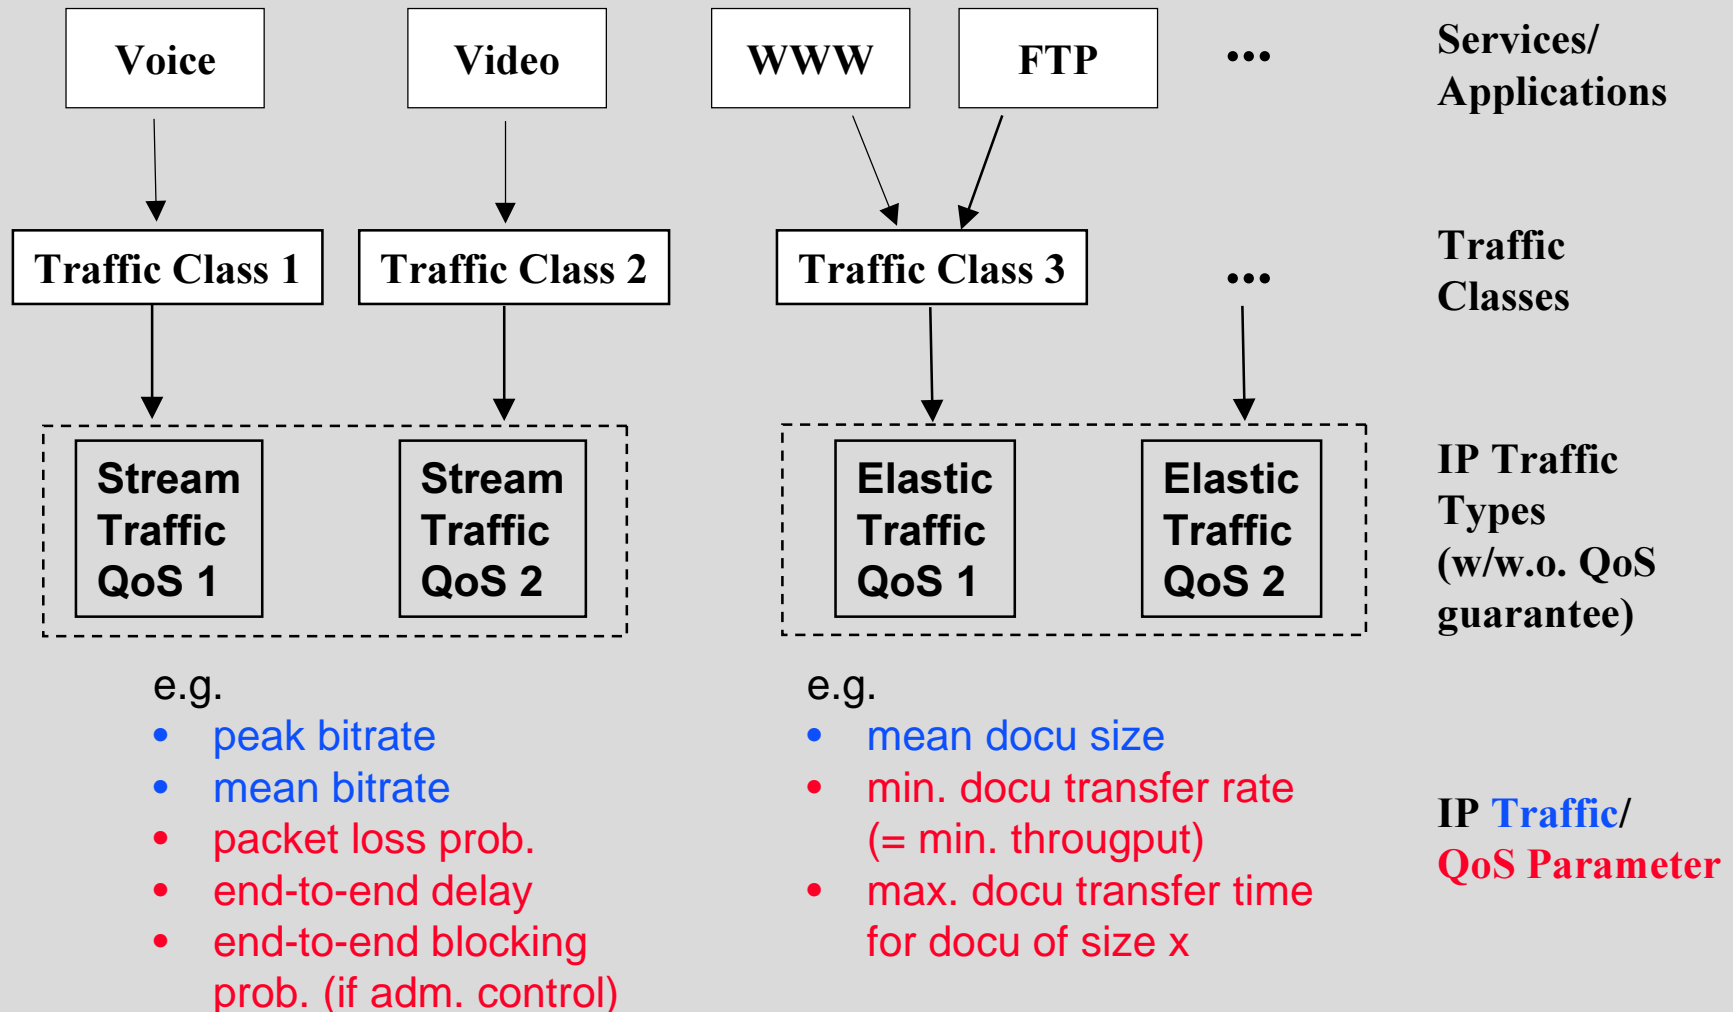 Voice
Video
WWW
FTP
...
Services/
Applications
Traffic Class 1
Traffic Class 2
Traffic Class 3
...
Traffic
Classes
Stream
Traffic
QoS 1
Stream
Traffic
QoS 2
Elastic
Traffic
QoS 1
Elastic
Traffic
QoS 2
IP Traffic
Types
(w/w.o. QoS
guarantee)
e.g.
• peak bitrate
• mean bitrate
• packet loss prob.
• end-to-end delay
• end-to-end blocking
prob. (if adm. control)
e.g.
• mean docu size
• min. docu transfer rate
(= min. througput)
• max. docu transfer time
for docu of size x
IP Traffic/
QoS Parameter